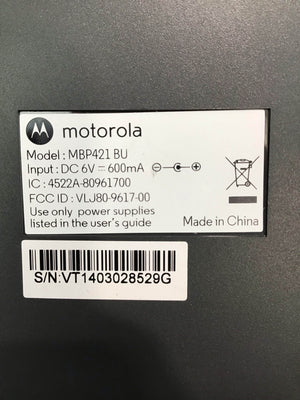 motorola
Model : MBP421 BU
Input : DC 6V ⎓ 600mA
IC : 4522A-80961700
FCC ID : VLJ80-9617-00
Use only power supplies
listed in the user's guide
Made in China
S/N:VT1403028529G